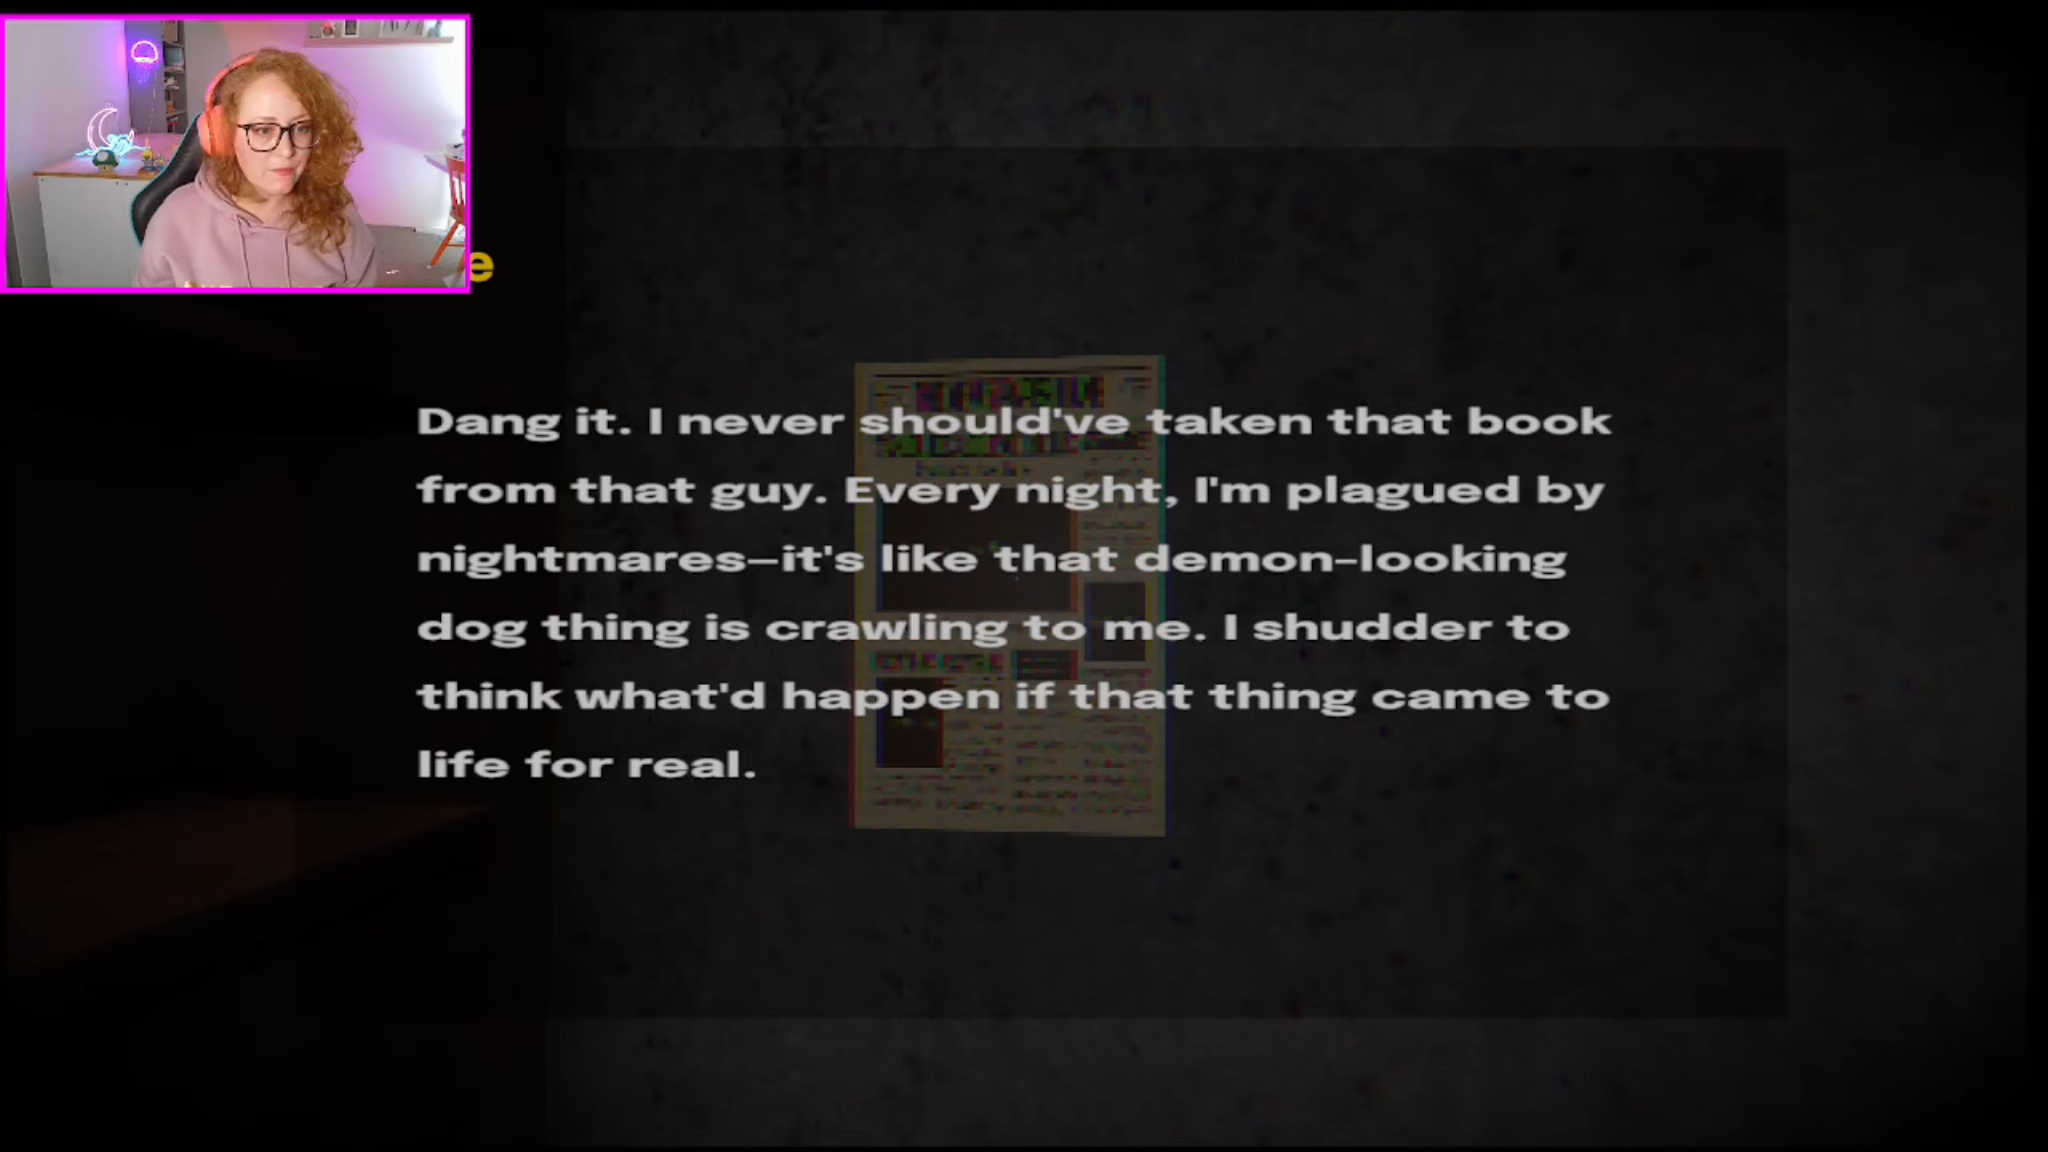 Dang it. I never should've taken that book
from that guy. Every night, I'm plagued by
nightmares—it's like that demon-looking
dog thing is crawling to me. I shudder to
think what'd happen if that thing came to
life for real.